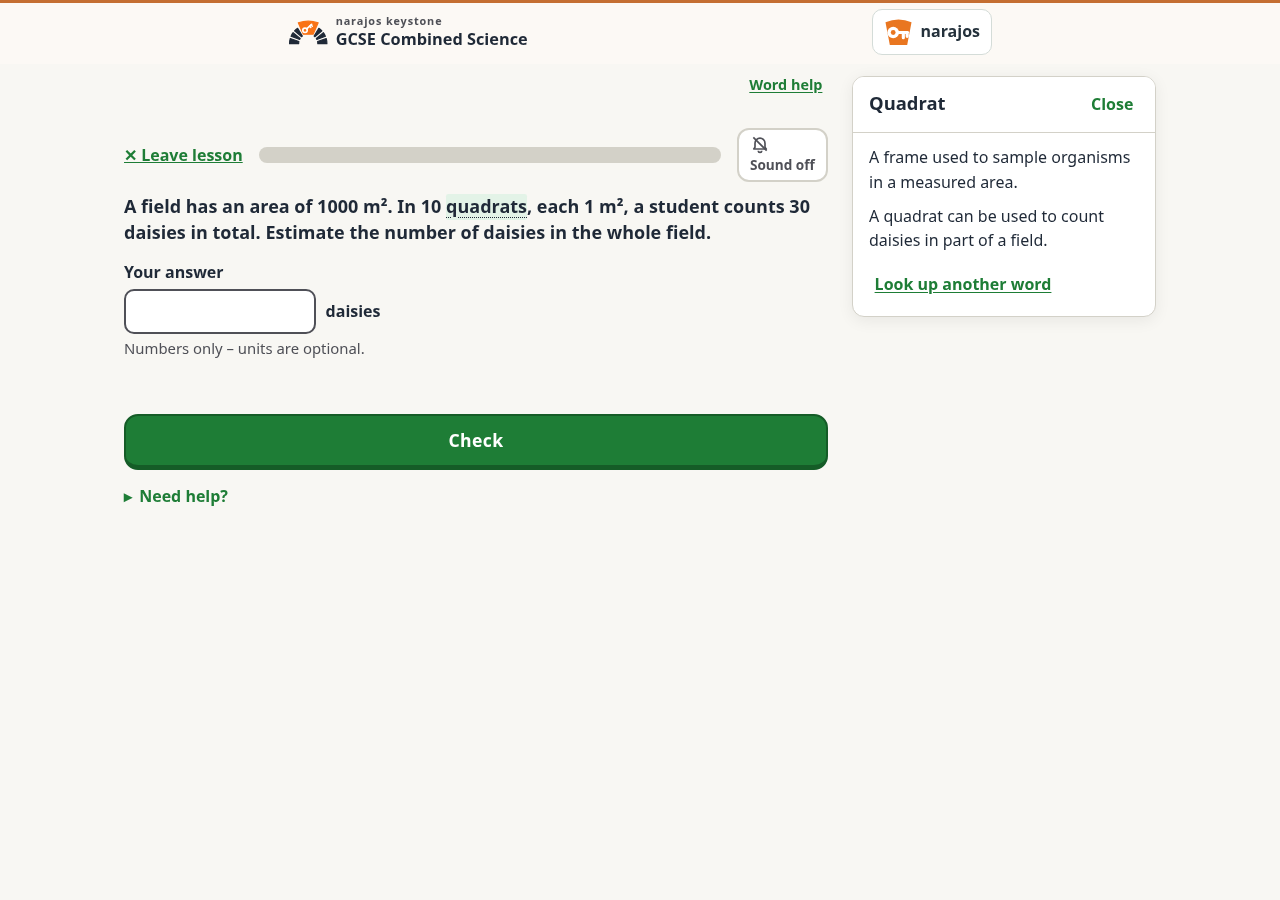 narajos keystone
GCSE Combined Science
narajos
Word help
✕ Leave lesson
Sound off
A field has an area of 1000 m². In 10 quadrats, each 1 m², a student counts 30
daisies in total. Estimate the number of daisies in the whole field.
Your answer
daisies
Numbers only – units are optional.
Check
▸ Need help?
Quadrat
Close
A frame used to sample organisms
in a measured area.
A quadrat can be used to count
daisies in part of a field.
Look up another word